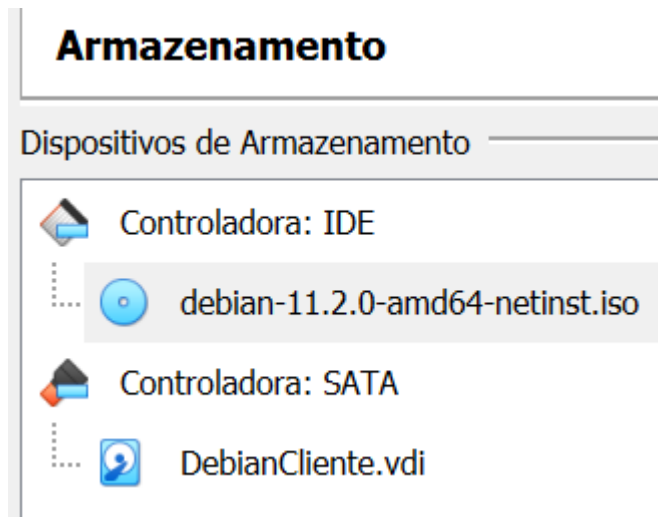 Armazenamento
Dispositivos de Armazenamento
Controladora: IDE
debian-11.2.0-amd64-netinst.iso
Controladora: SATA
DebianCliente.vdi